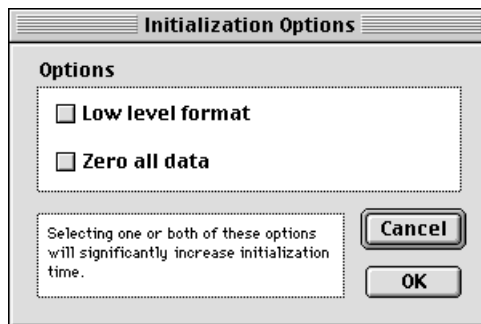 Initialization Options
Options
Low level format
Zero all data
Selecting one or both of these options
will significantly increase initialization
time.
Cancel
OK